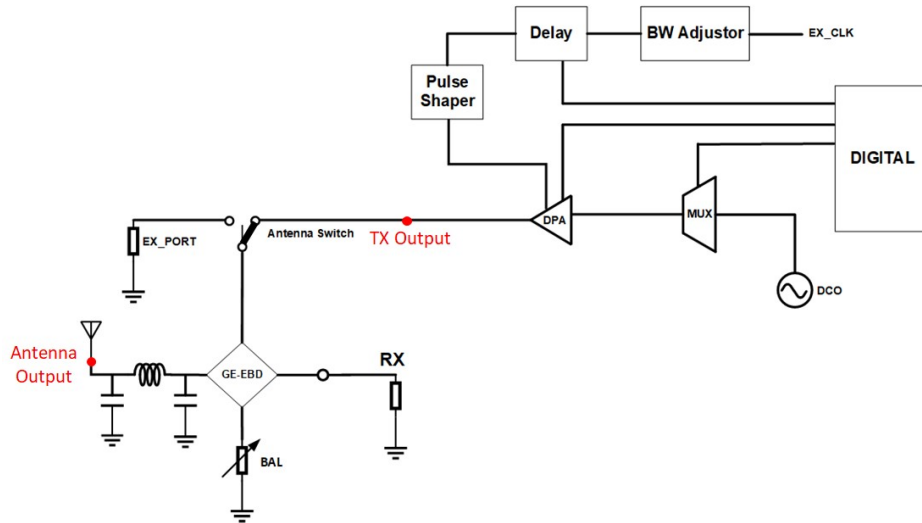 Delay
BW Adjustor
EX_CLK
Pulse
Shaper
DIGITAL
DPA
MUX
DCO
TX Output
Antenna Switch
EX_PORT
Antenna
Output
GE-EBD
RX
BAL